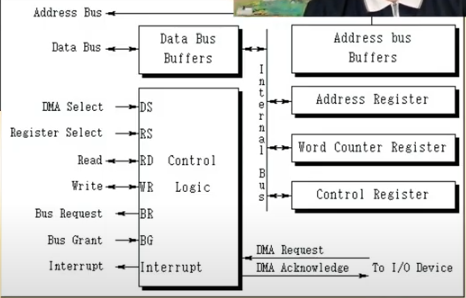 Address Bus
Data Bus
Data Bus
Buffers
Address bus
Buffers
Internal Bus
Address Register
Word Counter Register
Control Register
DMA Select
DS
Register Select
RS
Read
RD
Control
Logic
Write
WR
Bus Request
BR
Bus Grant
BG
Interrupt
Interrupt
DMA Request
DMA Acknowledge
To I/O Device